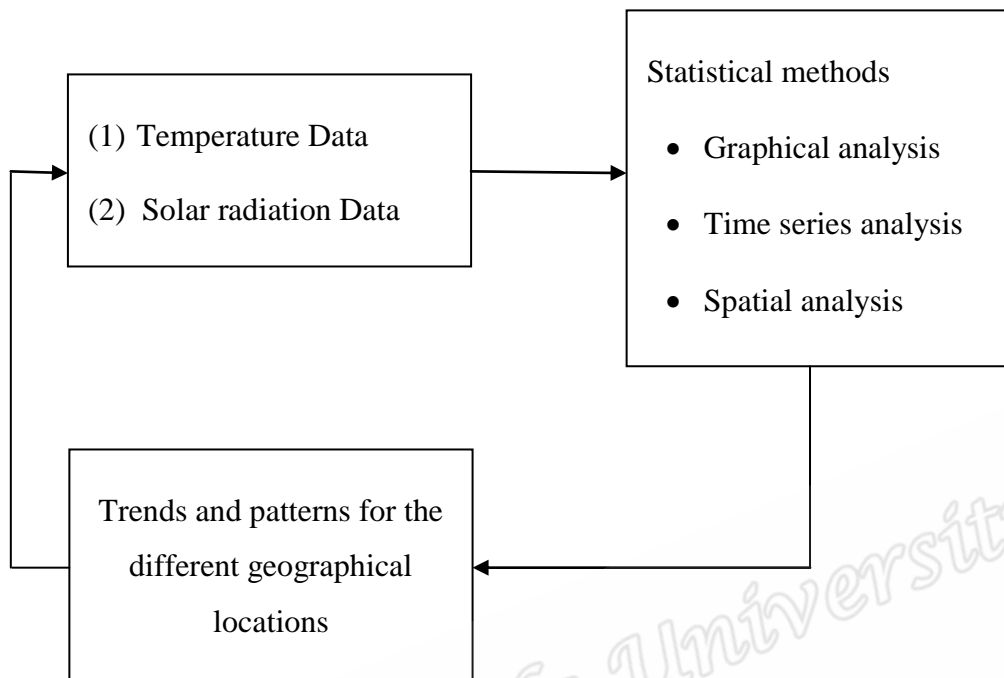 (1) Temperature Data
(2) Solar radiation Data
Statistical methods
• Graphical analysis
• Time series analysis
• Spatial analysis
Trends and patterns for the
different geographical
locations